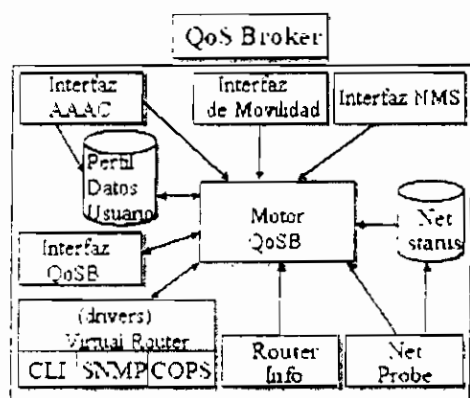 QoS Broker
Interfaz
AAAC
Interfaz
de Movilidad
Interfaz NMS
Perfil
Datos
Usuario
Motor
QoSB
Net
status
Interfaz
QoSB
(drivers)
Virtual Router
CLI SNMP COPS
Router
Info
Net
Probe